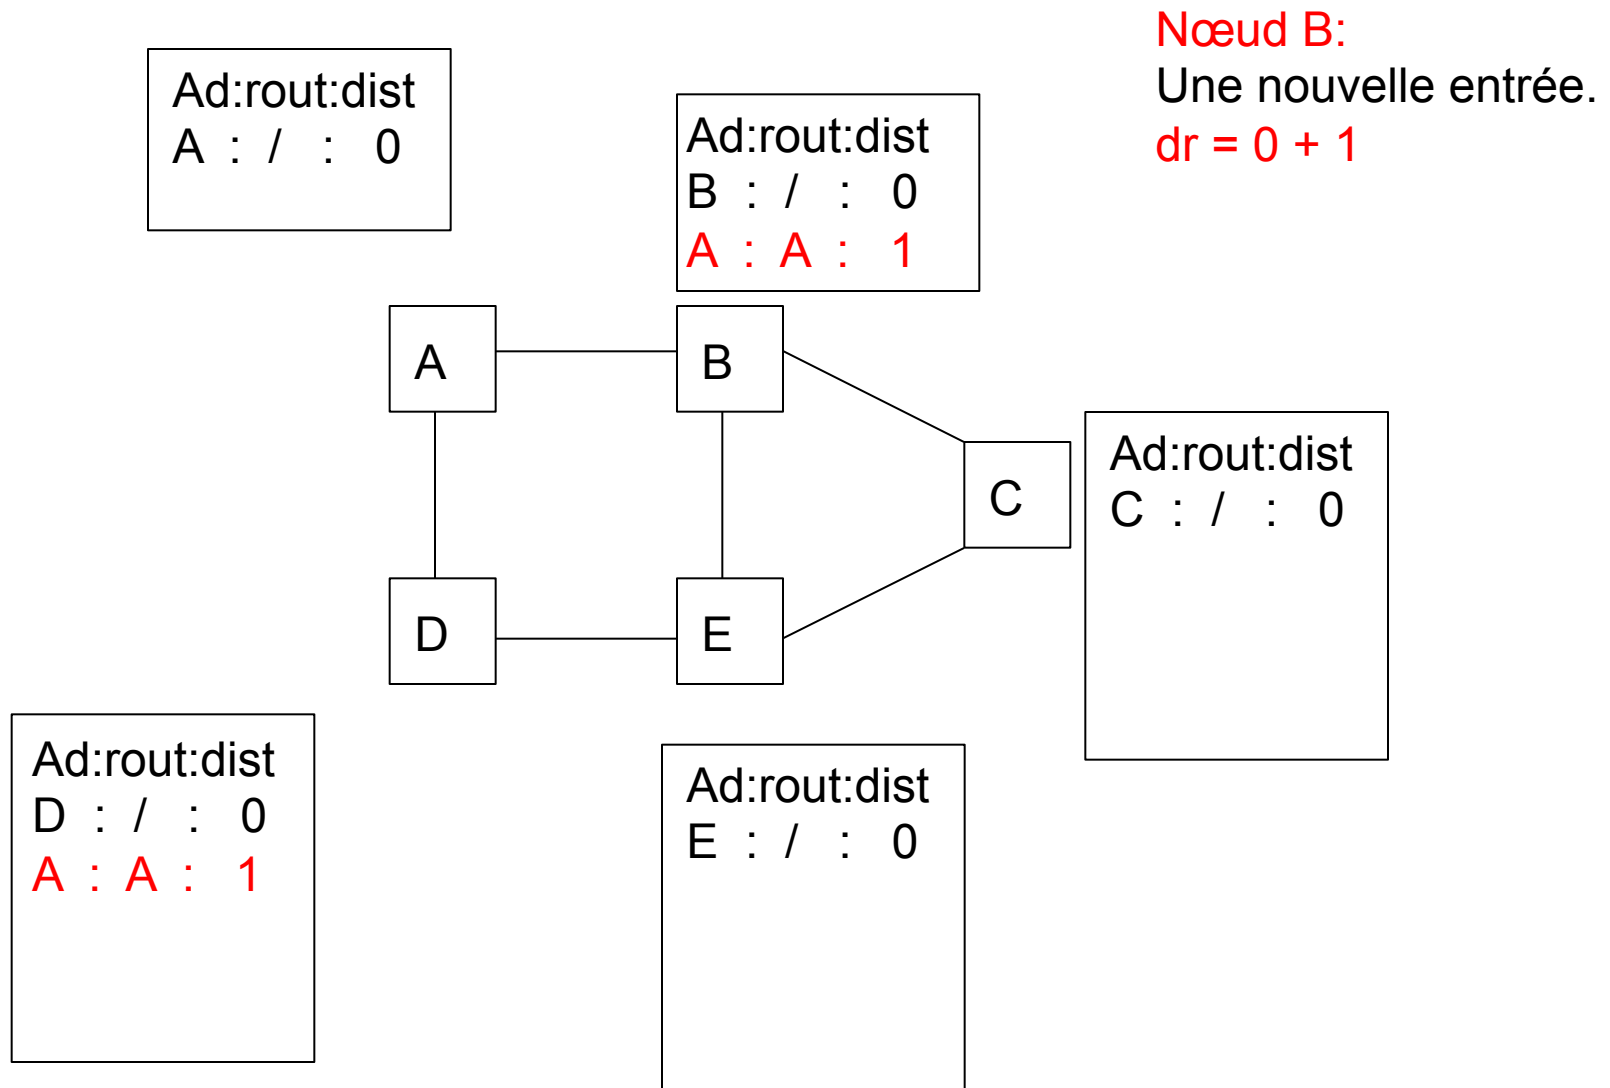 Nœud B:
Une nouvelle entrée.
dr = 0 + 1
Ad:rout:dist
A : / : 0
Ad:rout:dist
B : / : 0
A : A : 1
A
B
C
D
E
Ad:rout:dist
C : / : 0
Ad:rout:dist
D : / : 0
A : A : 1
Ad:rout:dist
E : / : 0